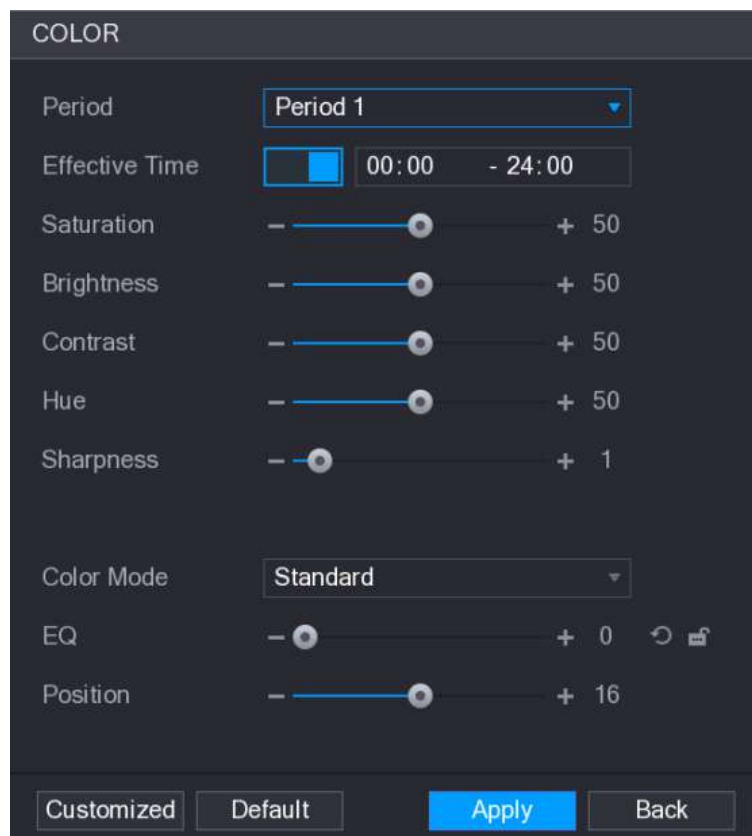 COLOR
Period Period 1
Effective Time 00:00 - 24:00
Saturation - + 50
Brightness - + 50
Contrast - + 50
Hue - + 50
Sharpness - + 1
Color Mode Standard
EQ - + 0
Position - + 16
Customized Default Apply Back